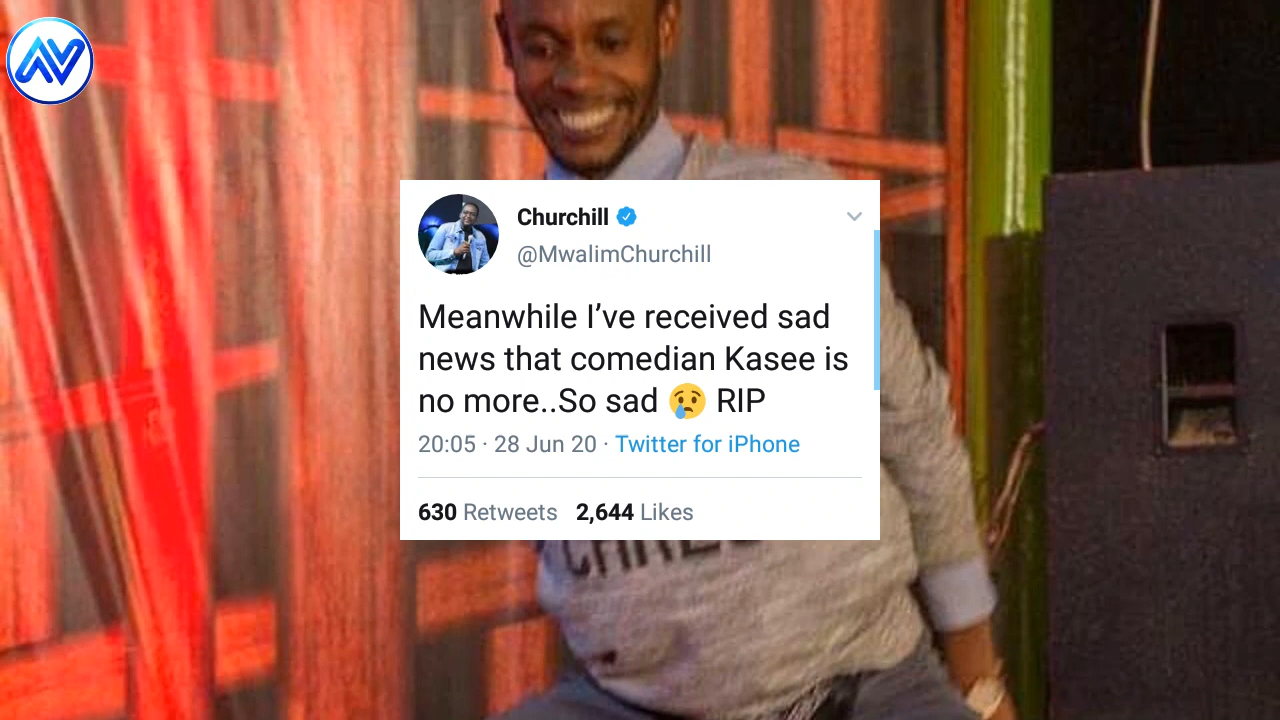 AV
Churchill
@MwalimChurchill
Meanwhile I’ve received sad
news that comedian Kasee is
no more..So sad 😢 RIP
20:05 · 28 Jun 20 · Twitter for iPhone
630 Retweets 2,644 Likes